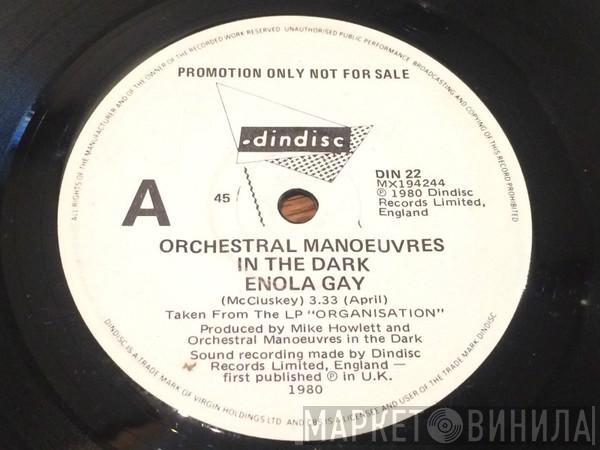 ALL RIGHTS OF THE MANUFACTURER AND OF THE OWNER OF THE RECORDED WORK RESERVED. UNAUTHORISED PUBLIC PERFORMANCE, BROADCASTING AND COPYING OF THIS RECORD PROHIBITED
PROMOTION ONLY NOT FOR SALE
.dindisc
A
45
DIN 22
MX194244
℗ 1980 Dindisc
Records Limited,
England
ORCHESTRAL MANOEUVRES
IN THE DARK
ENOLA GAY
(McCluskey) 3.33 (April)
Taken From The LP "ORGANISATION"
Produced by Mike Howlett and
Orchestral Manoeuvres in the Dark
Sound recording made by Dindisc
Records Limited, England —
first published ℗ in U.K.
1980
DINDISC IS A TRADE MARK OF VIRGIN HOLDINGS LTD. AND CBS IS A LICENSEE AND USER OF THE TRADE MARK DINDISC
МАРКЕТ ВИНИЛА